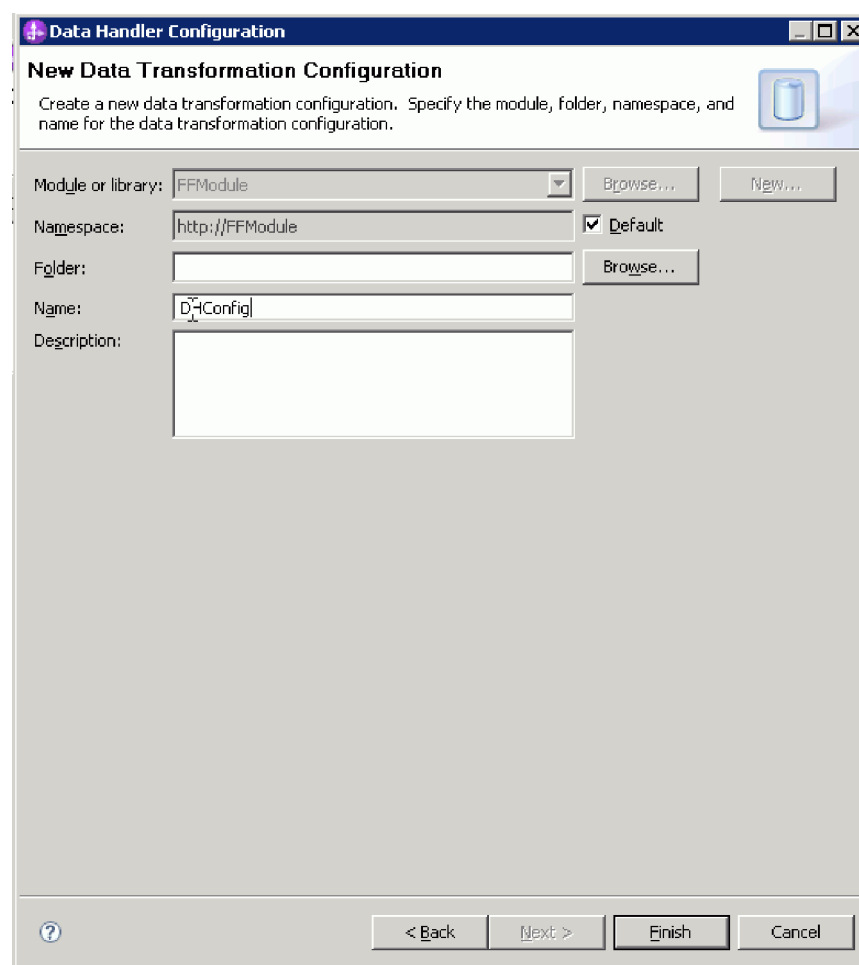 Data Handler Configuration
New Data Transformation Configuration
Create a new data transformation configuration. Specify the module, folder, namespace, and
name for the data transformation configuration.
Module or library: FFModule Browse... New...
Namespace: http://FFModule Default
Folder: Browse...
Name: DHConfig
Description:
< Back Next > Finish Cancel